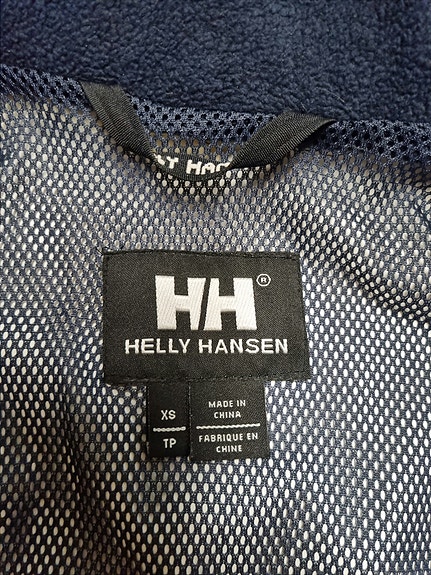 HH®
HELLY HANSEN
XS
TP
MADE IN
CHINA
FABRIQUE EN
CHINE